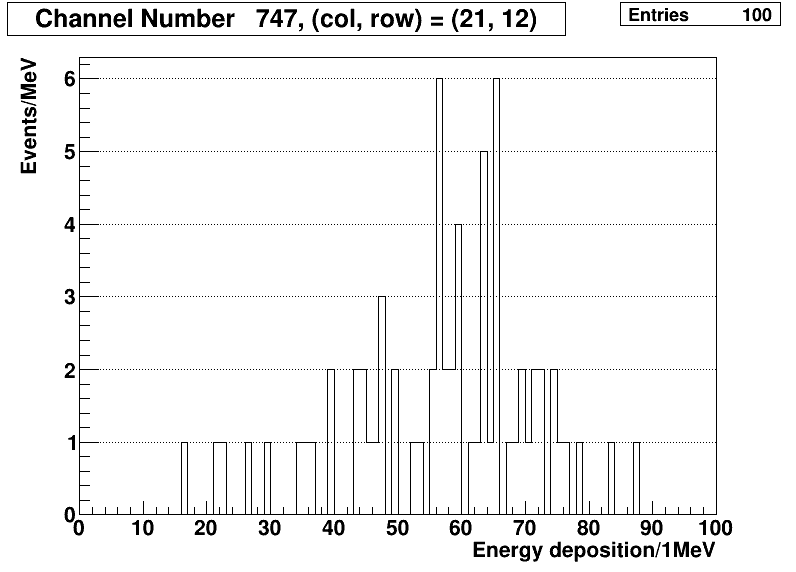 Channel Number 747, (col, row) = (21, 12)
Entries 100
Events/MeV
6
5
4
3
2
1
0
0 10 20 30 40 50 60 70 80 90 100
Energy deposition/1MeV